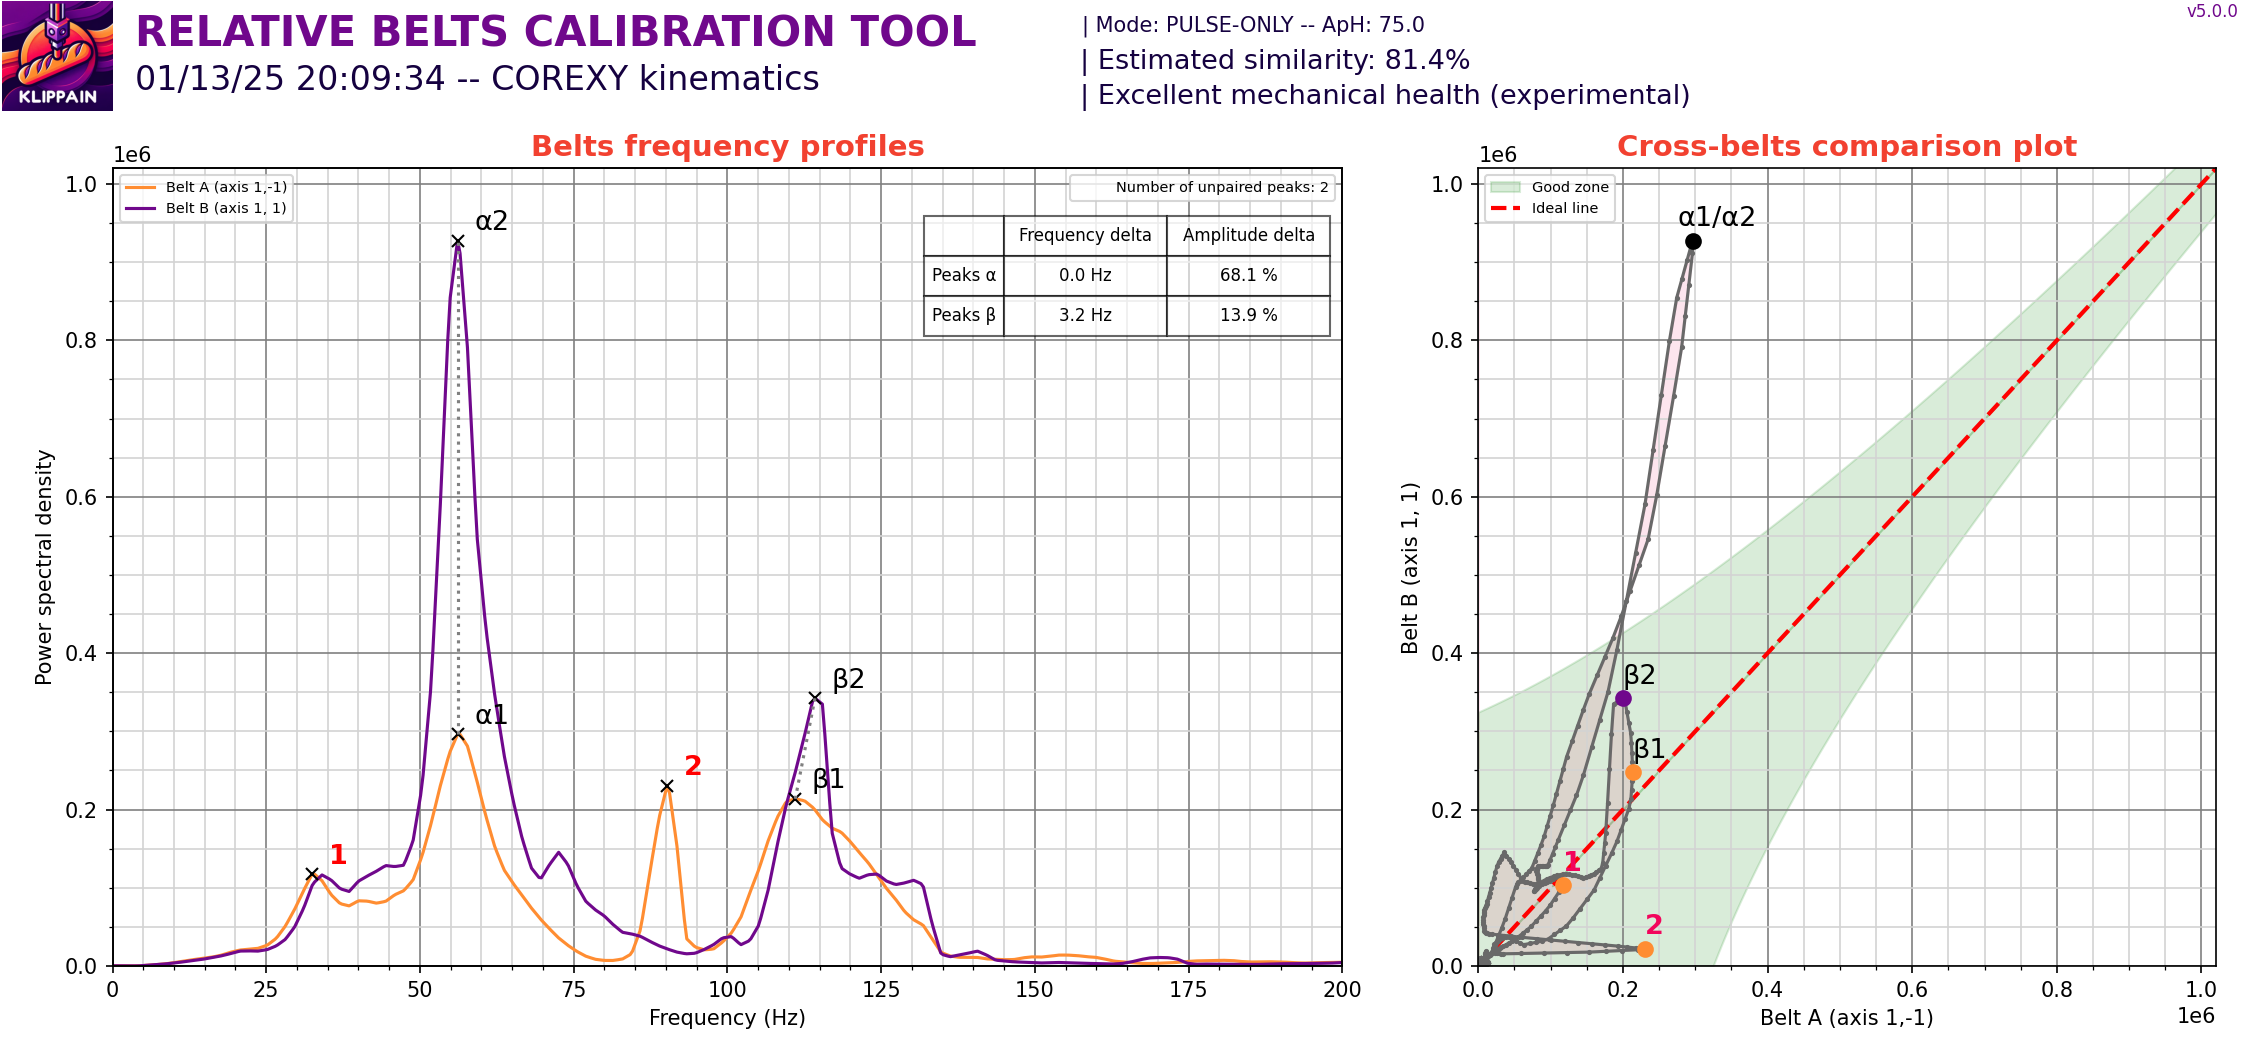 KLIPPAIN
RELATIVE BELTS CALIBRATION TOOL
01/13/25 20:09:34 -- COREXY kinematics
| Mode: PULSE-ONLY -- ApH: 75.0
| Estimated similarity: 81.4%
| Excellent mechanical health (experimental)
v5.0.0
Belts frequency profiles
1e6
Belt A (axis 1,-1)
Belt B (axis 1, 1)
Number of unpaired peaks: 2
Frequency delta Amplitude delta
Peaks α 0.0 Hz 68.1 %
Peaks β 3.2 Hz 13.9 %
α2
α1
β2
β1
1
2
1.0
0.8
0.6
0.4
0.2
0.0
Power spectral density
0 25 50 75 100 125 150 175 200
Frequency (Hz)
Cross-belts comparison plot
1e6
Good zone
Ideal line
α1/α2
β2
β1
1
2
1.0
0.8
0.6
0.4
0.2
0.0
Belt B (axis 1, 1)
0.0 0.2 0.4 0.6 0.8 1.0
1e6
Belt A (axis 1,-1)